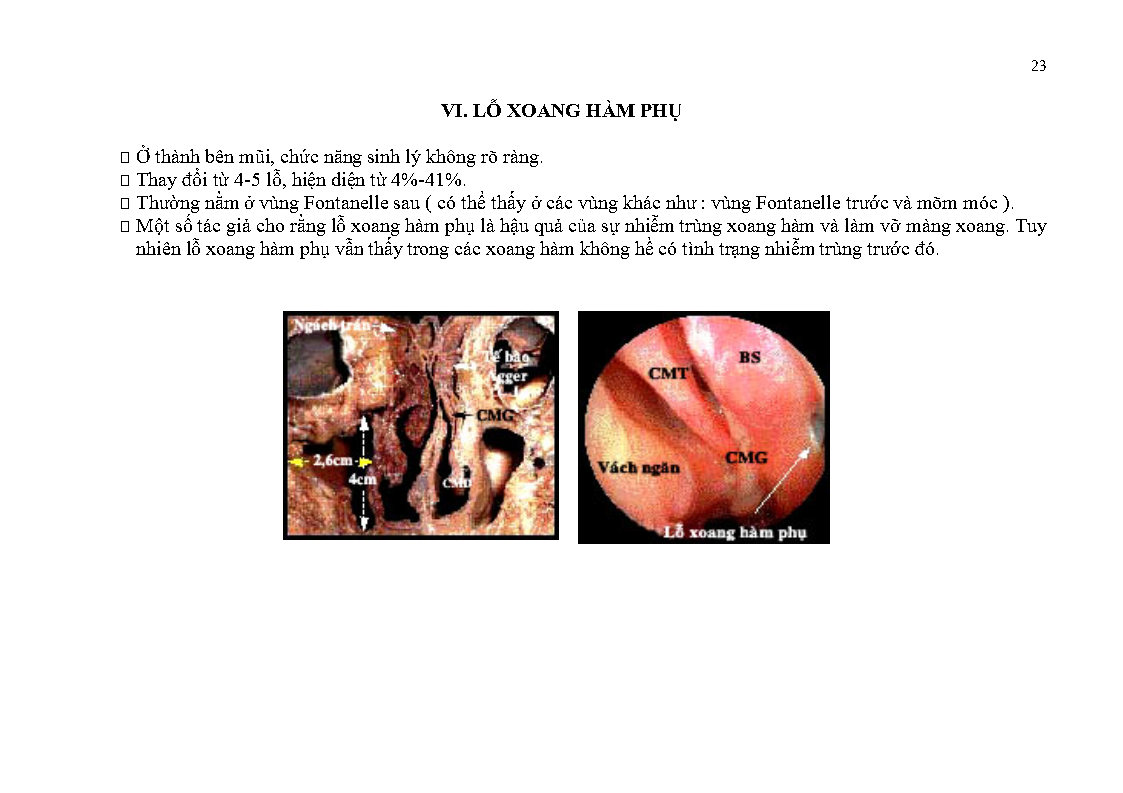 23
VI. LỖ XOANG HÀM PHỤ
Ở thành bên mũi, chức năng sinh lý không rõ ràng.
Thay đổi từ 4-5 lỗ, hiện diện từ 4%-41%.
Thường nằm ở vùng Fontanelle sau ( có thể thấy ở các vùng khác như : vùng Fontanelle trước và mõm móc ).
Một số tác giả cho rằng lỗ xoang hàm phụ là hậu quả của sự nhiễm trùng xoang hàm và làm vỡ màng xoang. Tuy
nhiên lỗ xoang hàm phụ vẫn thấy trong các xoang hàm không hề có tình trạng nhiễm trùng trước đó.
Ngách trán
Tế bào
Agger
CMG
2,6cm
4cm
CMD
BS
CMT
CMG
Vách ngăn
Lỗ xoang hàm phụ